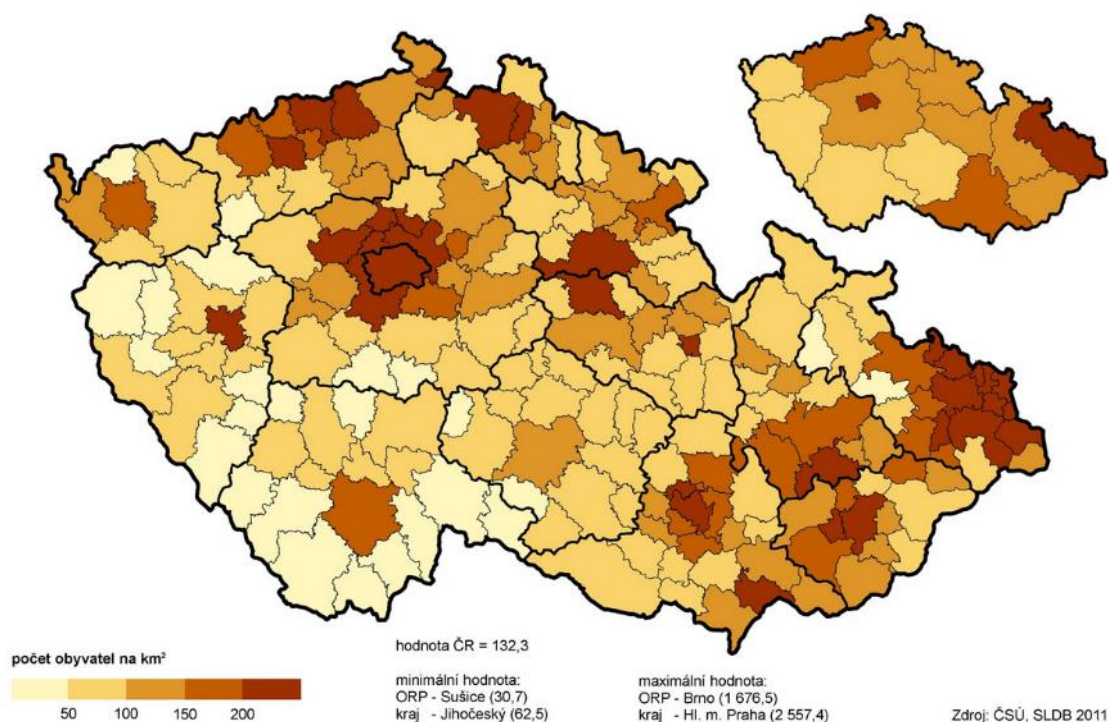 hodnota ČR = 132,3
počet obyvatel na km²
50 100 150 200
minimální hodnota:
ORP - Sušice (30,7)
kraj - Jihočeský (62,5)
maximální hodnota:
ORP - Brno (1 676,5)
kraj - Hl. m. Praha (2 557,4)
Zdroj: ČSÚ, SLDB 2011